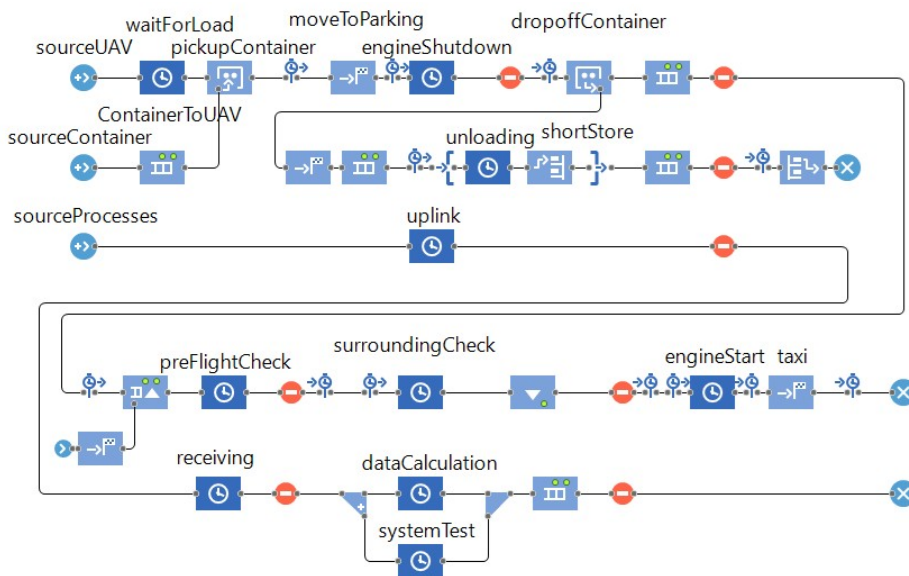 waitForLoad
moveToParking
dropoffContainer
sourceUAV
pickupContainer
engineShutdown
ContainerToUAV
sourceContainer
unloading
shortStore
sourceProcesses
uplink
preFlightCheck
surroundingCheck
engineStart
taxi
receiving
dataCalculation
systemTest